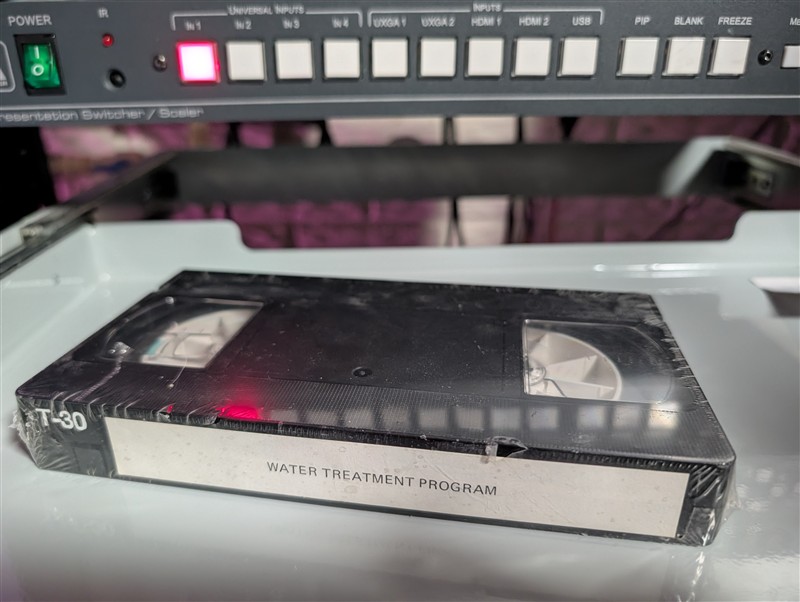 POWER
IR
UNIVERSAL INPUTS
IN 1
IN 2
IN 3
IN 4
INPUTS
UXGA 1
UXGA 2
HDMI 1
HDMI 2
USB
PIP
BLANK
FREEZE
Presentation Switcher / Scaler
T-30
WATER TREATMENT PROGRAM